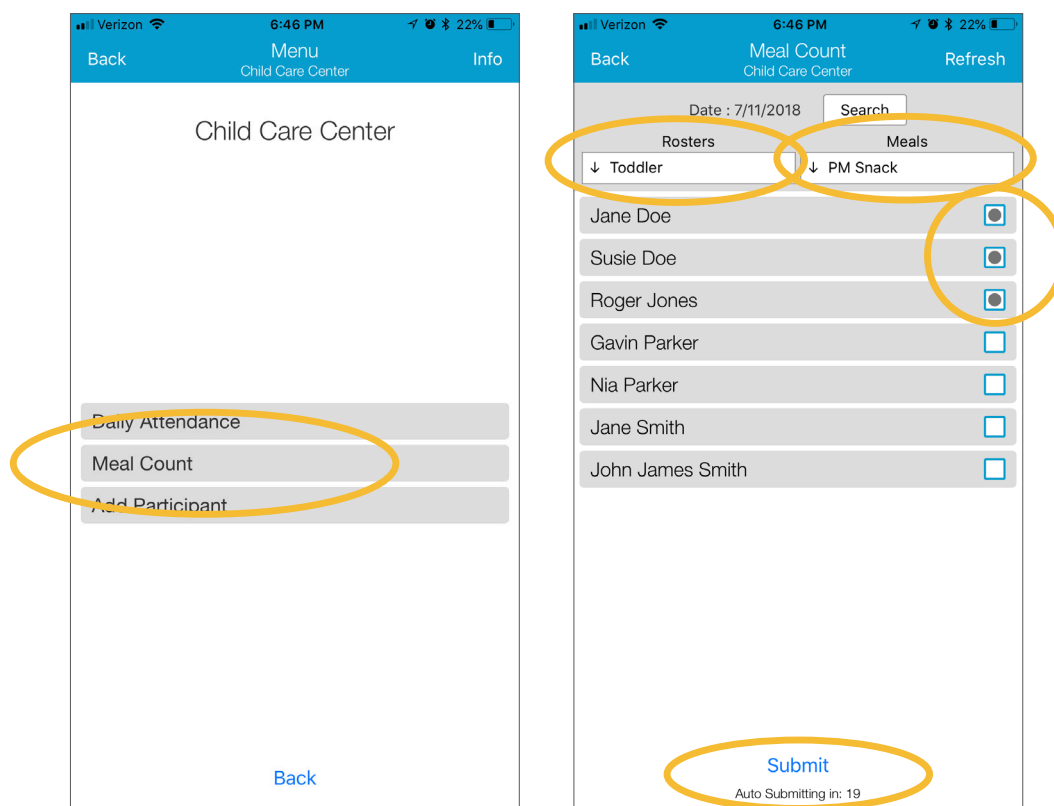 Verizon 6:46 PM 22%
Back Menu Info
Child Care Center
Child Care Center
Daily Attendance
Meal Count
Add Participant
Back
Verizon 6:46 PM 22%
Back Meal Count Refresh
Child Care Center
Date : 7/11/2018 Search
Rosters Meals
↓ Toddler ↓ PM Snack
Jane Doe
Susie Doe
Roger Jones
Gavin Parker
Nia Parker
Jane Smith
John James Smith
Submit
Auto Submitting in: 19